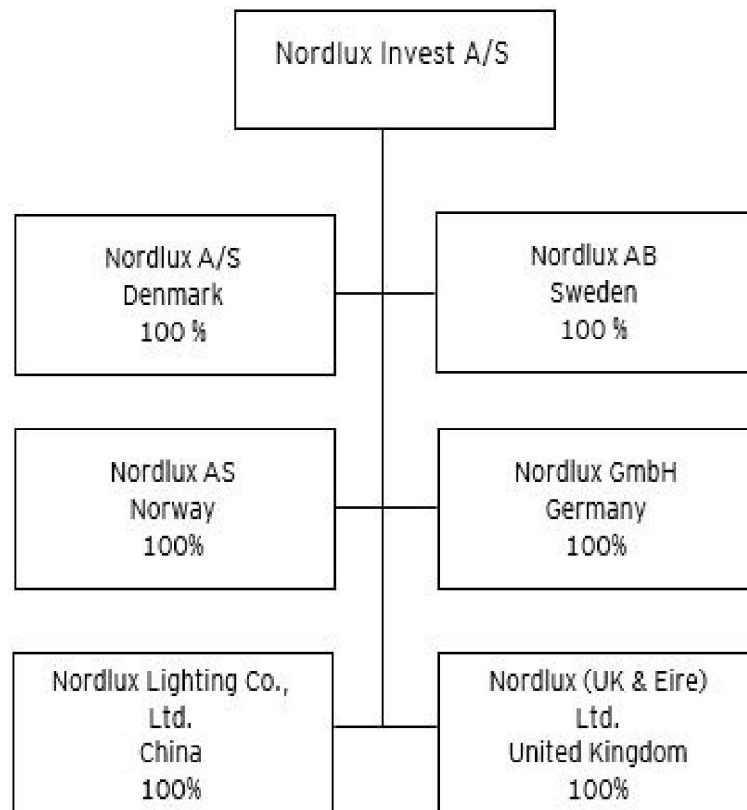 Nordlux Invest A/S
Nordlux A/S
Denmark
100 %
Nordlux AB
Sweden
100 %
Nordlux AS
Norway
100%
Nordlux GmbH
Germany
100%
Nordlux Lighting Co.,
Ltd.
China
100%
Nordlux (UK & Eire)
Ltd.
United Kingdom
100%